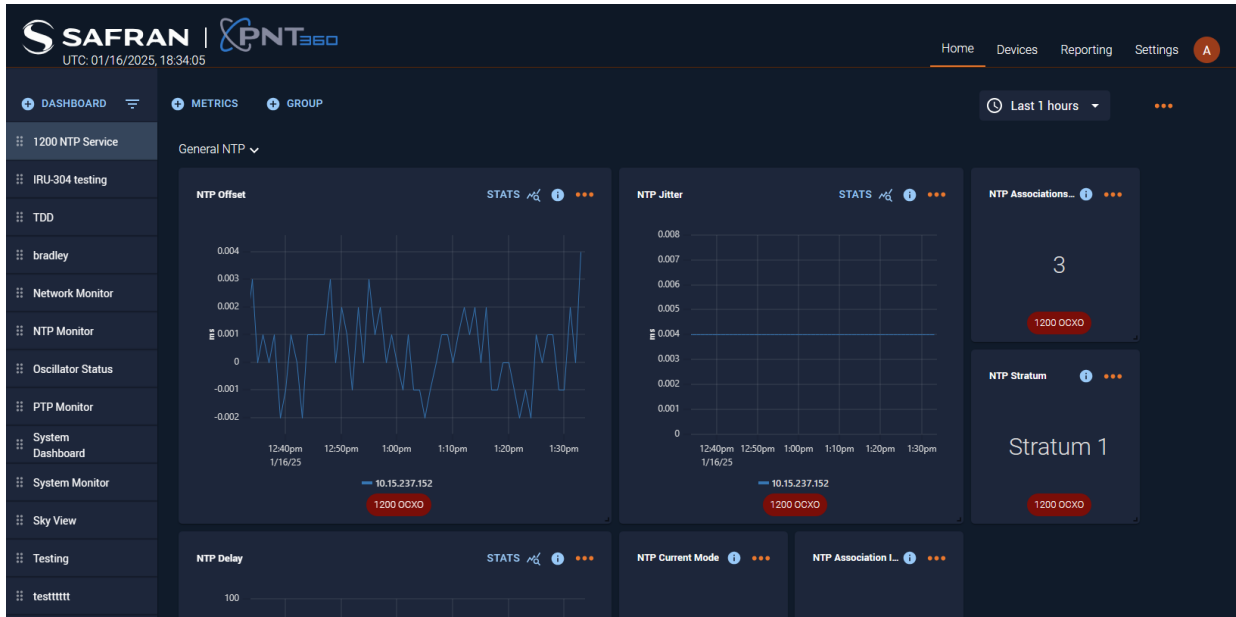 SAFRAN | PNT360
UTC: 01/16/2025, 18:34:05
Home Devices Reporting Settings A
DASHBOARD
METRICS GROUP
Last 1 hours
1200 NTP Service
IRU-304 testing
TDD
bradley
Network Monitor
NTP Monitor
Oscillator Status
PTP Monitor
System
Dashboard
System Monitor
Sky View
Testing
testttttt
General NTP
NTP Offset STATS
0.004
0.003
0.002
0.001
0
-0.001
-0.002
ms
12:40pm 12:50pm 1:00pm 1:10pm 1:20pm 1:30pm
1/16/25
10.15.237.152
1200 OCXO
NTP Jitter STATS
0.008
0.007
0.006
0.005
0.004
0.003
0.002
0.001
0
ms
12:40pm 12:50pm 1:00pm 1:10pm 1:20pm 1:30pm
1/16/25
10.15.237.152
1200 OCXO
NTP Associations...
3
1200 OCXO
NTP Stratum
Stratum 1
1200 OCXO
NTP Delay STATS
100
NTP Current Mode
NTP Association I...